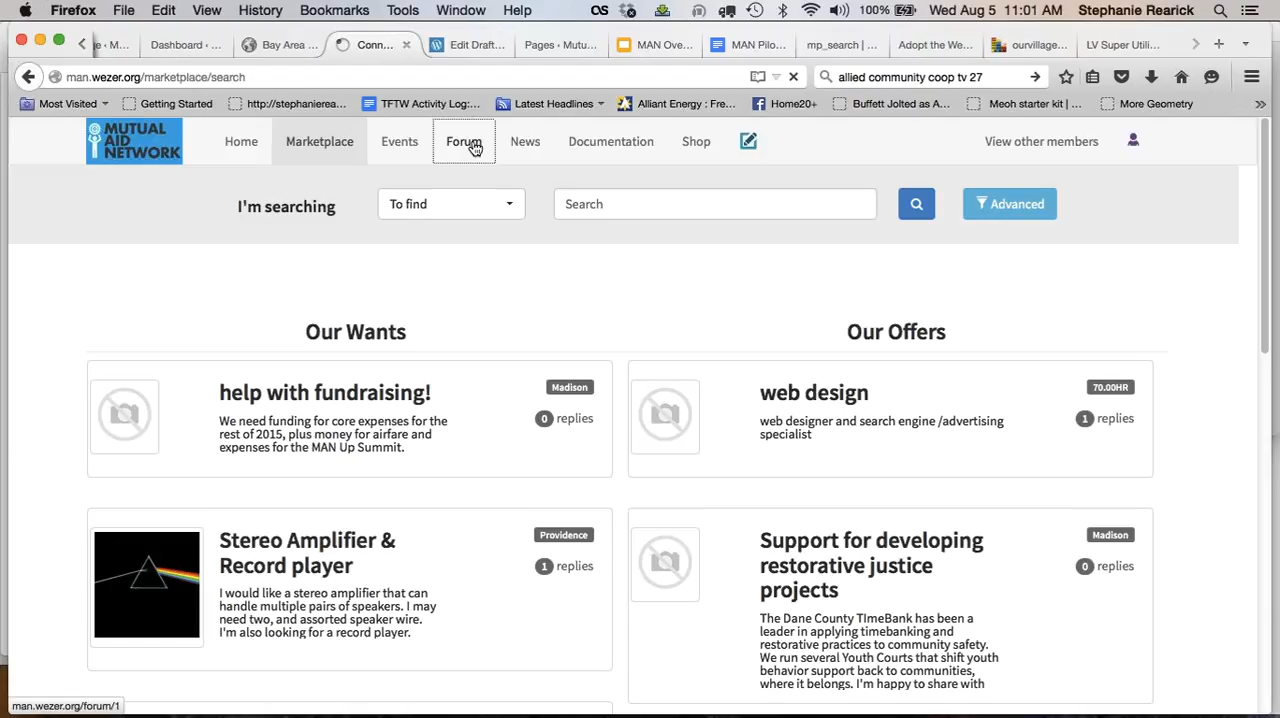 Firefox File Edit View History Bookmarks Tools Window Help 100% Wed Aug 5 11:01 AM Stephanie Rearick
ge ‹ M... Dashboard ‹ ... Bay Area ... Conn... Edit Draft... Pages ‹ Mutu... MAN Ove... MAN Pilo... mp_search | ... Adopt the We... ourvillage... LV Super Util...
man.wezer.org/marketplace/search allied community coop tv 27
Most Visited Getting Started http://stephanierea... TFTW Activity Log:... Latest Headlines Alliant Energy : Fre... Home20+ Buffett Jolted as A... Meoh starter kit | ... More Geometry
MUTUAL
AID
NETWORK
Home Marketplace Events Forum News Documentation Shop View other members
I'm searching To find Search Advanced
Our Wants
help with fundraising!
Madison
0 replies
We need funding for core expenses for the
rest of 2015, plus money for airfare and
expenses for the MAN Up Summit.
Stereo Amplifier &
Record player
Providence
1 replies
I would like a stereo amplifier that can
handle multiple pairs of speakers. I may
need two, and assorted speaker wire.
I'm also looking for a record player.
Our Offers
web design
70.00HR
1 replies
web designer and search engine /advertising
specialist
Support for developing
restorative justice
projects
Madison
0 replies
The Dane County TImeBank has been a
leader in applying timebanking and
restorative practices to community safety.
We run several Youth Courts that shift youth
behavior support back to communities,
where it belongs. I'm happy to share with
man.wezer.org/forum/1